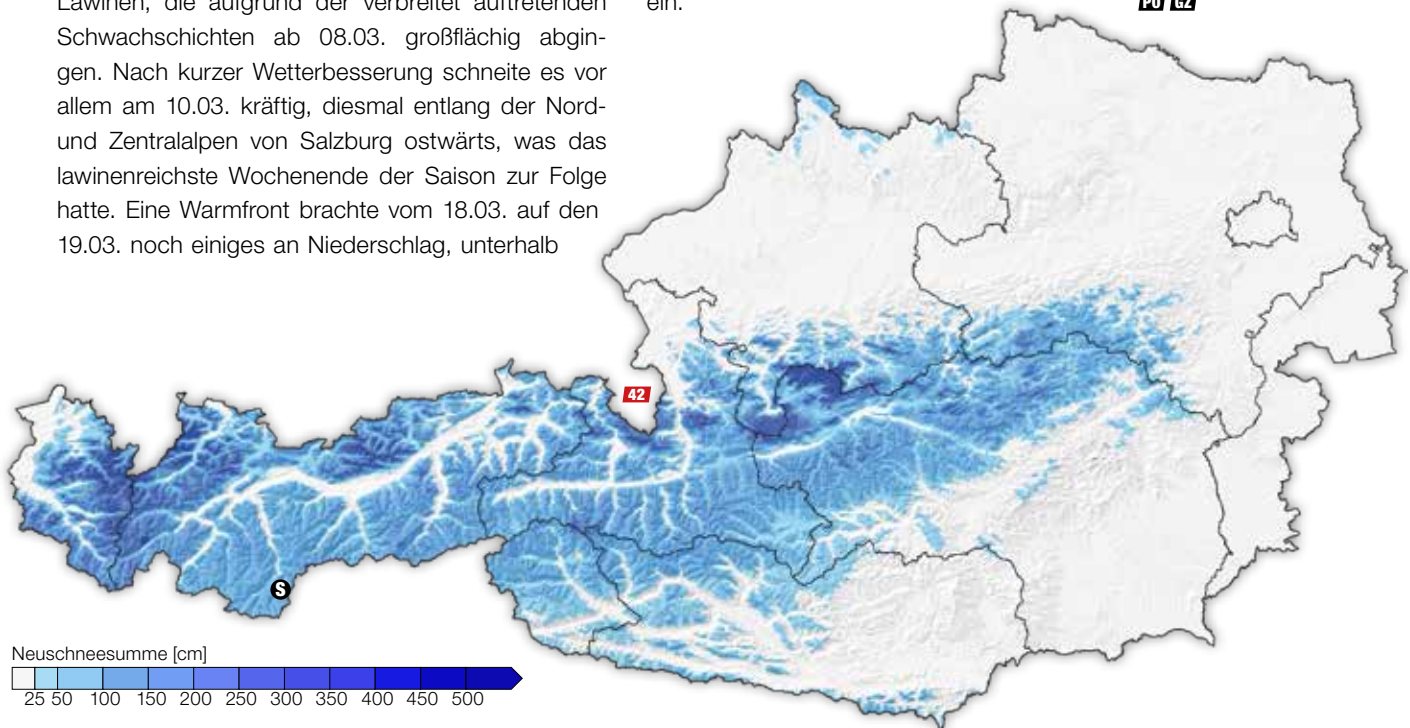 Lawinen, die aufgrund der verbreitet auftretenden
Schwachschichten ab 08.03. großflächig abgin-
gen. Nach kurzer Wetterbesserung schneite es vor
allem am 10.03. kräftig, diesmal entlang der Nord-
und Zentralalpen von Salzburg ostwärts, was das
lawinenreichste Wochenende der Saison zur Folge
hatte. Eine Warmfront brachte vom 18.03. auf den
19.03. noch einiges an Niederschlag, unterhalb
ein.
PU GZ
42
S
Neuschneesumme [cm]
25 50 100 150 200 250 300 350 400 450 500